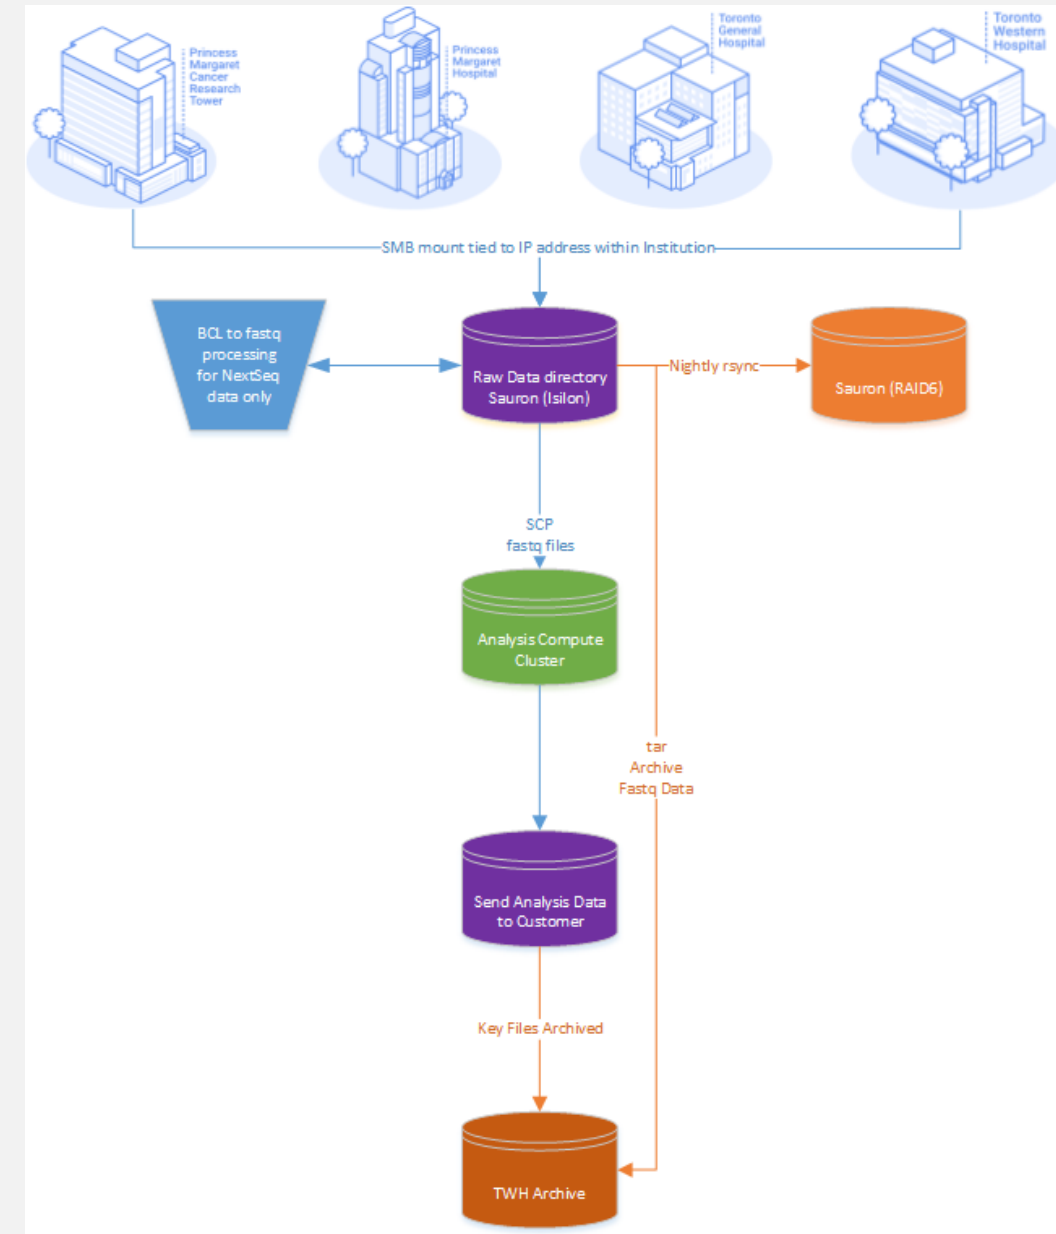 Princess
Margaret
Cancer
Research
Tower
Princess
Margaret
Hospital
Toronto
General
Hospital
Toronto
Western
Hospital
SMB mount tied to IP address within Institution
BCL to fastq
processing
for NextSeq
data only
Raw Data directory
Sauron (Isilon)
Nightly rsync
Sauron (RAID6)
SCP
fastq files
Analysis Compute
Cluster
tar
Archive
Fastq Data
Send Analysis Data
to Customer
Key Files Archived
TWH Archive